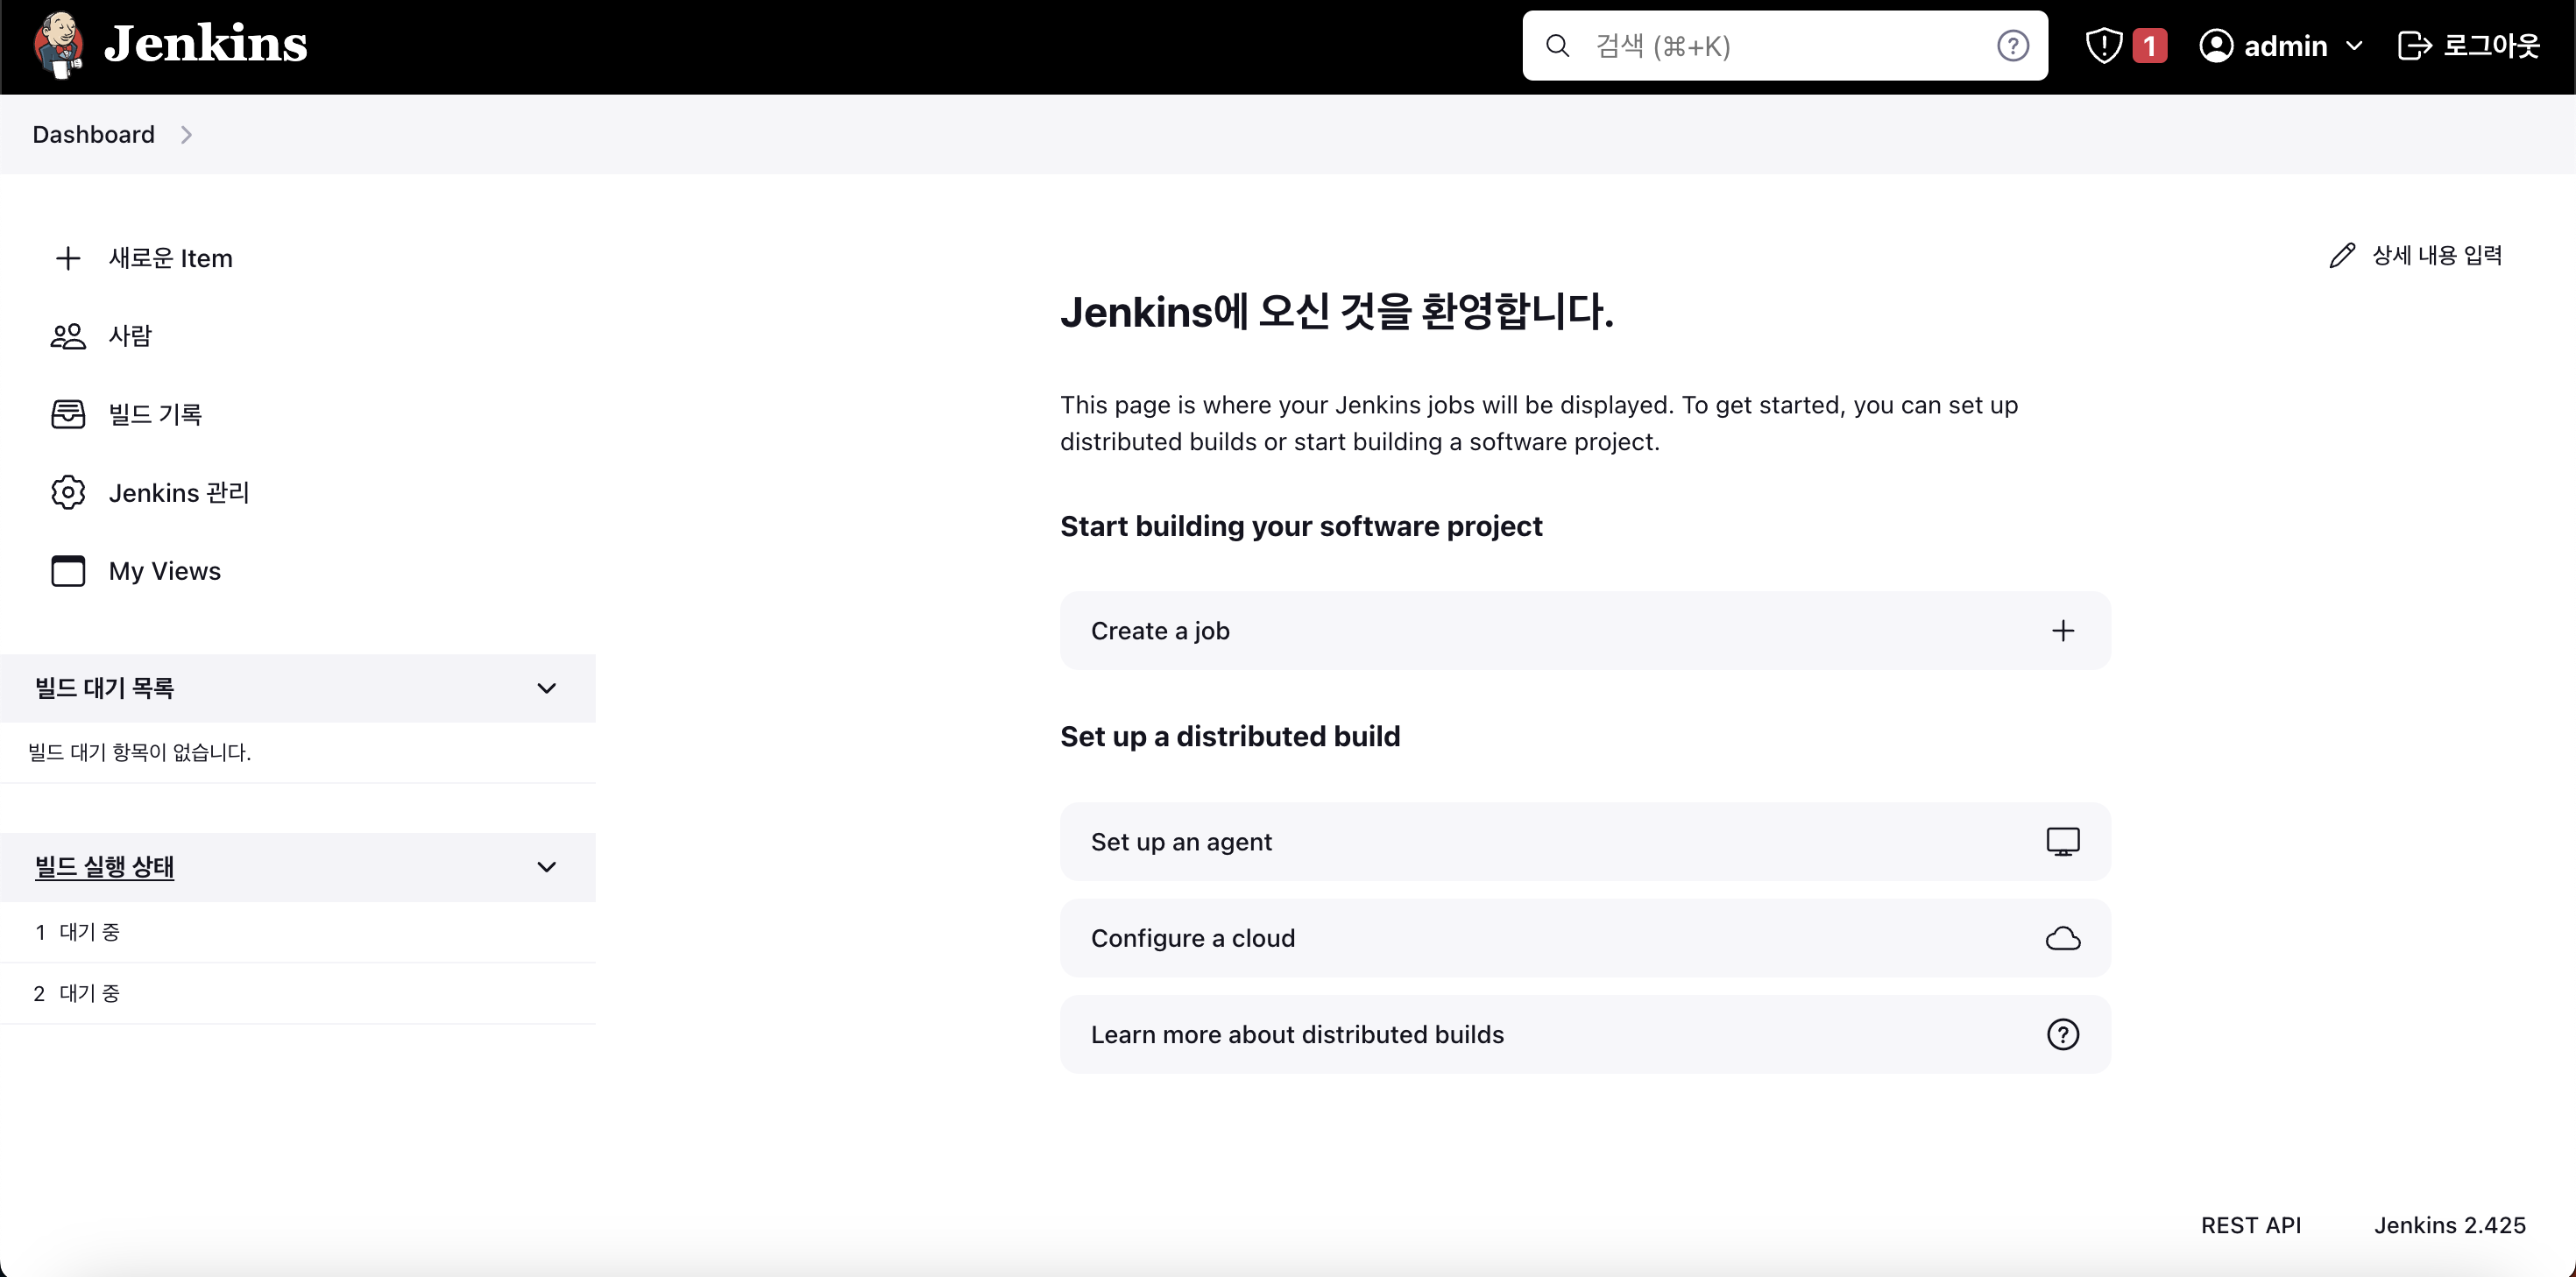 Jenkins
검색 (⌘+K)
1
admin
로그아웃
Dashboard
새로운 Item
사람
빌드 기록
Jenkins 관리
My Views
빌드 대기 목록
빌드 대기 항목이 없습니다.
빌드 실행 상태
1 대기 중
2 대기 중
상세 내용 입력
Jenkins에 오신 것을 환영합니다.
This page is where your Jenkins jobs will be displayed. To get started, you can set up
distributed builds or start building a software project.
Start building your software project
Create a job
Set up a distributed build
Set up an agent
Configure a cloud
Learn more about distributed builds
REST API
Jenkins 2.425